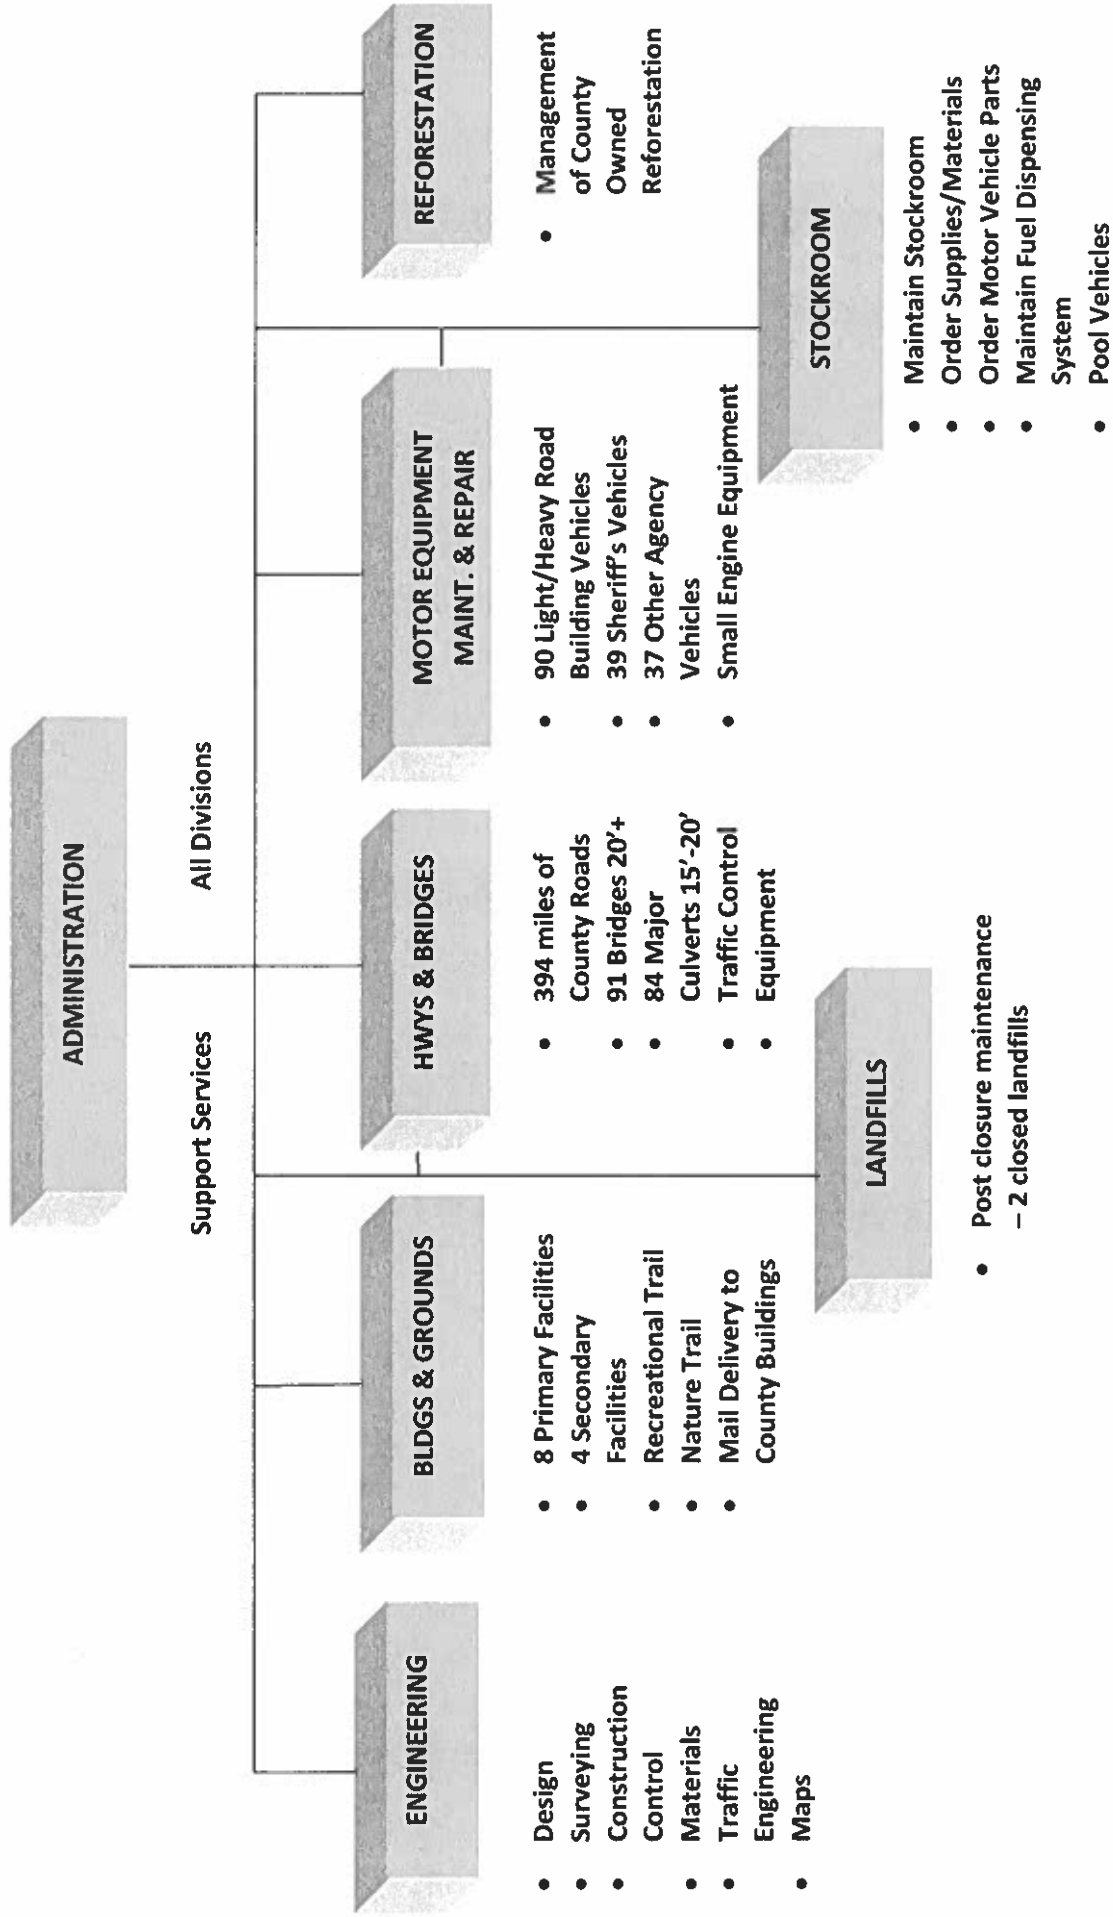 ADMINISTRATION
Support Services
All Divisions
ENGINEERING
• Design
• Surveying
• Construction
Control
• Materials
• Traffic
Engineering
• Maps
BLDGS & GROUNDS
• 8 Primary Facilities
• 4 Secondary
Facilities
• Recreational Trail
• Nature Trail
• Mail Delivery to
County Buildings
HWYS & BRIDGES
• 394 miles of
County Roads
• 91 Bridges 20'+
• 84 Major
Culverts 15'-20'
• Traffic Control
• Equipment
MOTOR EQUIPMENT
MAINT. & REPAIR
• 90 Light/Heavy Road
Building Vehicles
• 39 Sheriff's Vehicles
• 37 Other Agency
Vehicles
• Small Engine Equipment
REFORESTATION
• Management
of County
Owned
Reforestation
LANDFILLS
• Post closure maintenance
– 2 closed landfills
STOCKROOM
• Maintain Stockroom
• Order Supplies/Materials
• Order Motor Vehicle Parts
• Maintain Fuel Dispensing
System
• Pool Vehicles